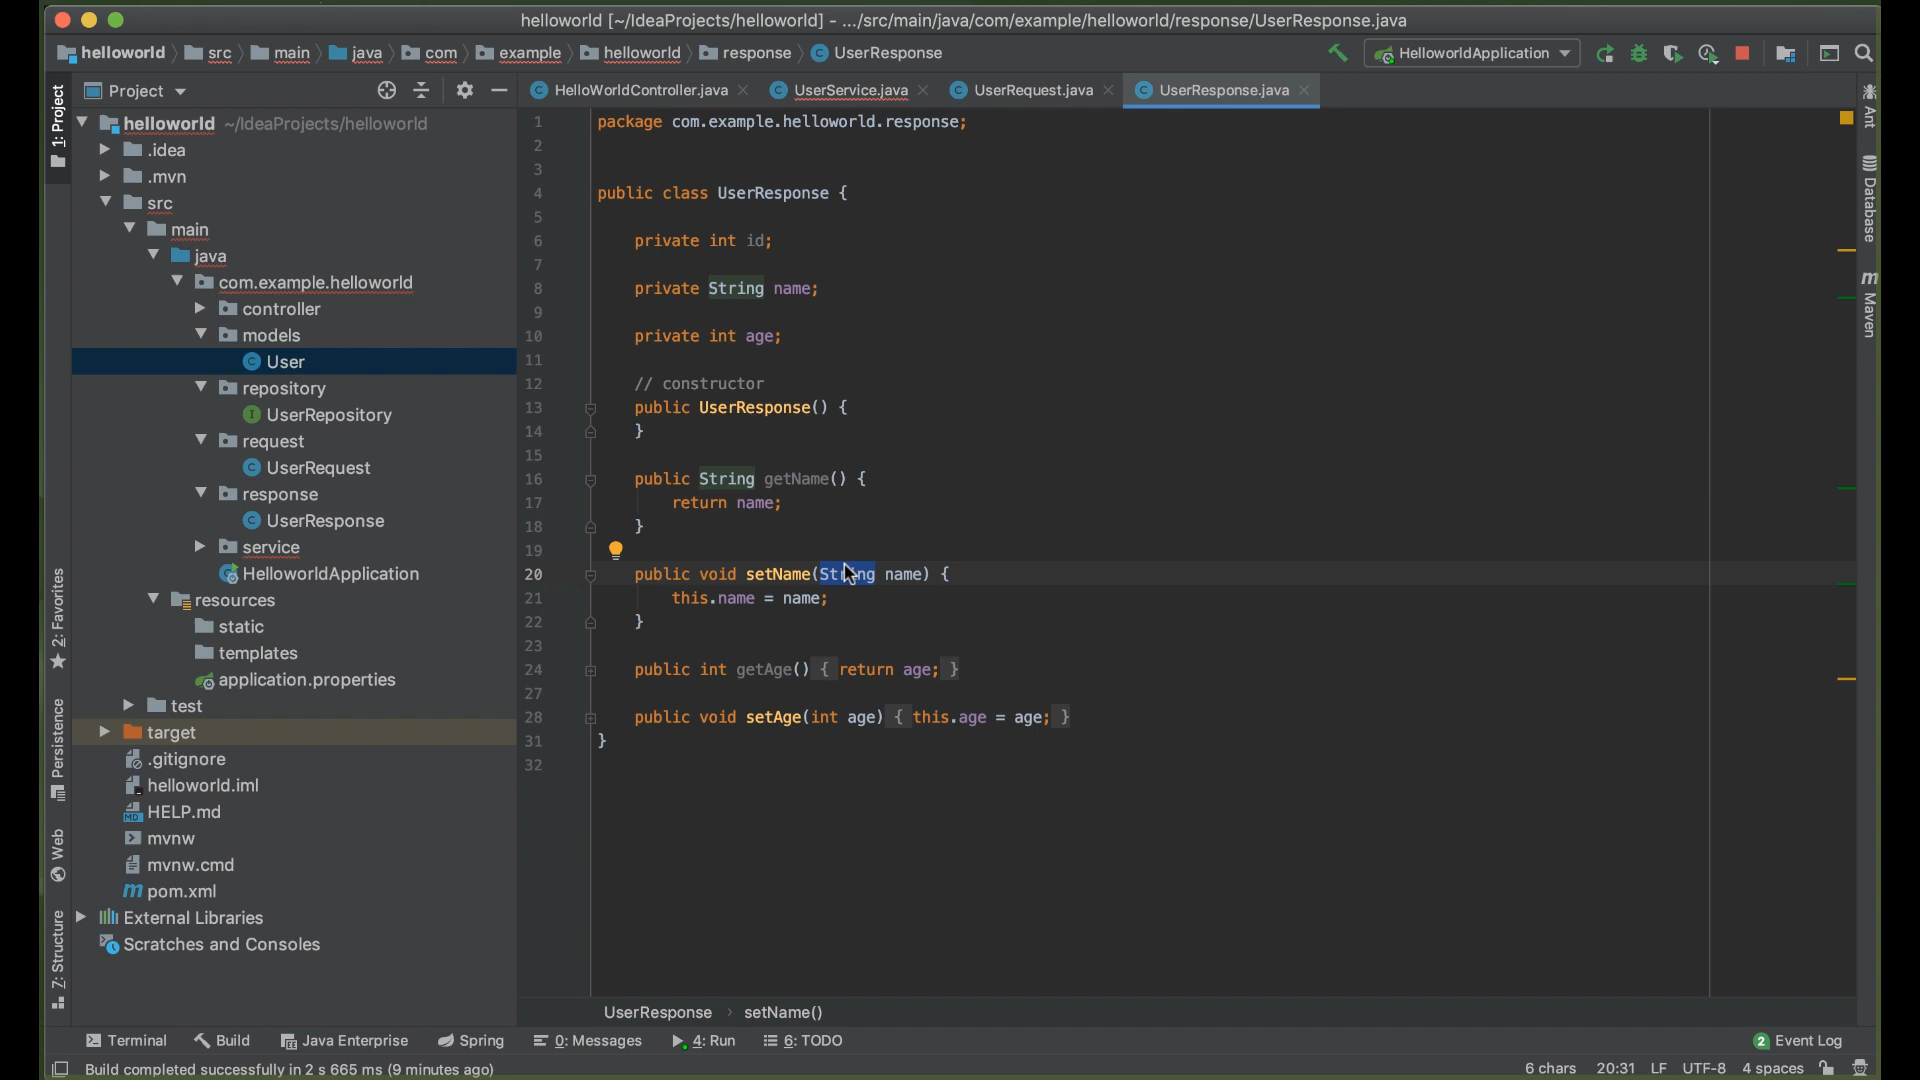 helloworld [~/IdeaProjects/helloworld] - .../src/main/java/com/example/helloworld/response/UserResponse.java
helloworld src main java com example helloworld response UserResponse
HelloworldApplication
1: Project
Project
HelloWorldController.java UserService.java UserRequest.java UserResponse.java
helloworld ~/IdeaProjects/helloworld
.idea
.mvn
src
main
java
com.example.helloworld
controller
models
User
repository
UserRepository
request
UserRequest
response
UserResponse
service
HelloworldApplication
resources
static
templates
application.properties
test
target
.gitignore
helloworld.iml
HELP.md
mvnw
mvnw.cmd
pom.xml
External Libraries
Scratches and Consoles
2: Favorites
Persistence
Web
7: Structure
1 package com.example.helloworld.response;
2
3
4 public class UserResponse {
5
6 private int id;
7
8 private String name;
9
10 private int age;
11
12 // constructor
13 public UserResponse() {
14 }
15
16 public String getName() {
17 return name;
18 }
19
20 public void setName(String name) {
21 this.name = name;
22 }
23
24 public int getAge() { return age; }
27
28 public void setAge(int age) { this.age = age; }
31 }
32
Ant
Database
Maven
UserResponse › setName()
Terminal Build Java Enterprise Spring 0: Messages 4: Run 6: TODO 2 Event Log
Build completed successfully in 2 s 665 ms (9 minutes ago) 6 chars 20:31 LF UTF-8 4 spaces